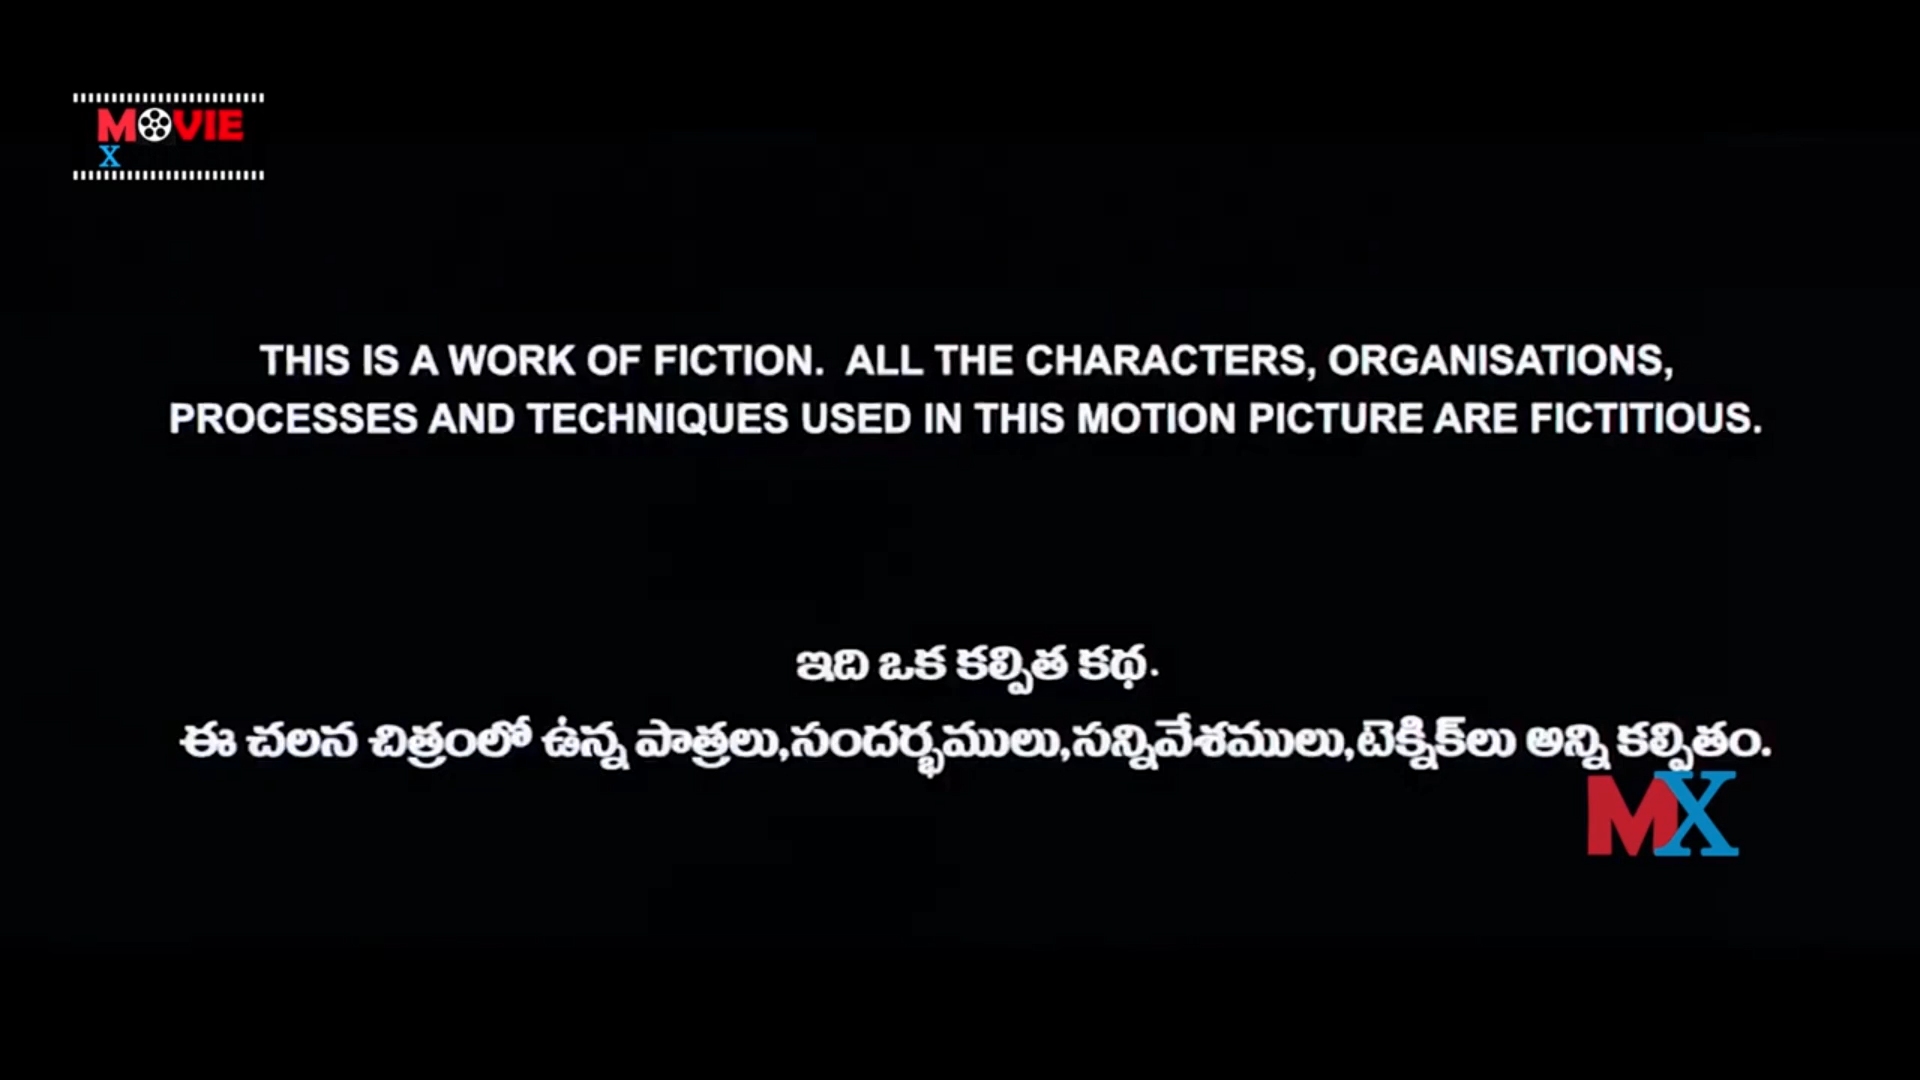 MOVIE
X
THIS IS A WORK OF FICTION. ALL THE CHARACTERS, ORGANISATIONS,
PROCESSES AND TECHNIQUES USED IN THIS MOTION PICTURE ARE FICTITIOUS.
ఇది ఒక కల్పిత కథ.
ఈ చలన చిత్రంలో ఉన్న పాత్రలు,సందర్భములు,సన్నివేశములు,టెక్నిక్‌లు అన్ని కల్పితం.
MX